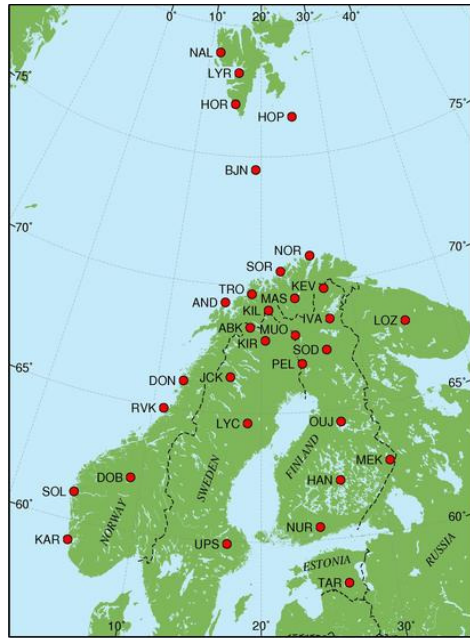 0° 10° 20° 30° 40°
75°
75°
NAL
LYR
HOR
HOP
BJN
70°
70°
NOR
SOR
KEV
TRO
MAS
AND
KIL
IVA
LOZ
ABK
MUO
KIR
SOD
65°
PEL
65°
DON
JCK
RVK
LYC
OUJ
MEK
FINLAND
SWEDEN
DOB
HAN
SOL
60°
NORWAY
60°
NUR
KAR
UPS
RUSSIA
ESTONIA
TAR
10° 20° 30°